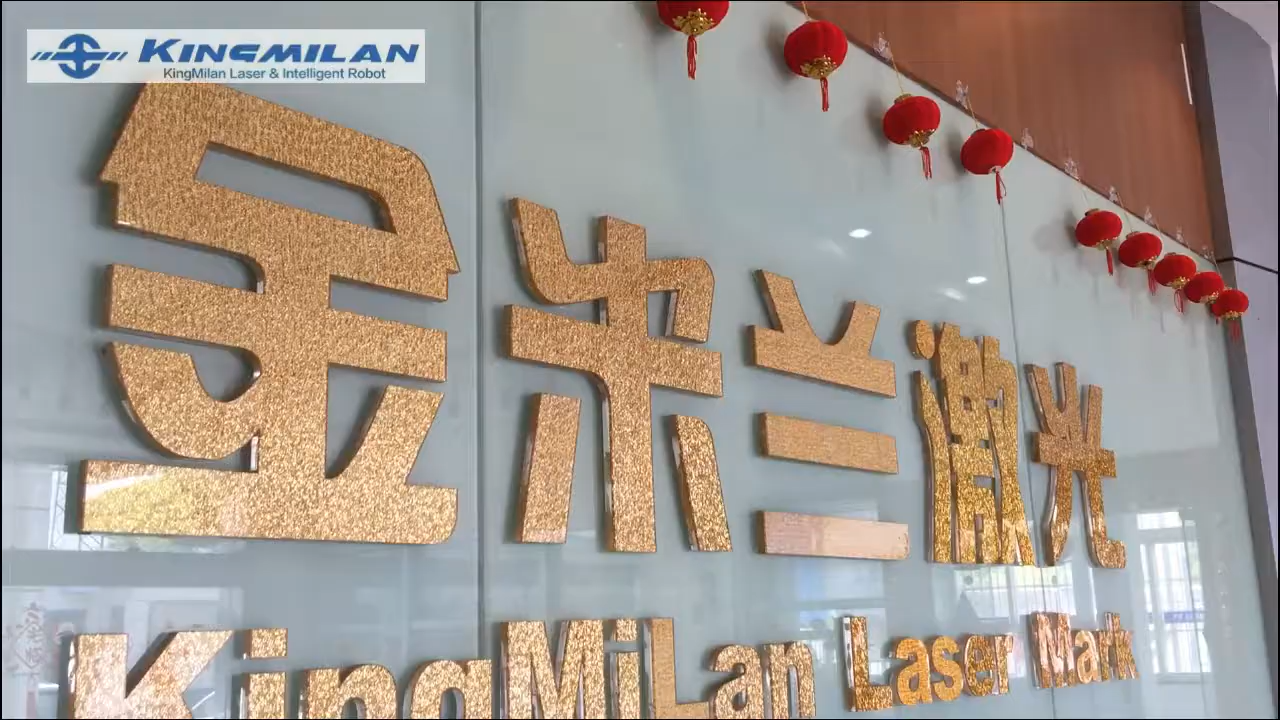 KINGMILAN
KingMilan Laser & Intelligent Robot
金米兰激光
KingMiLan Laser Mark